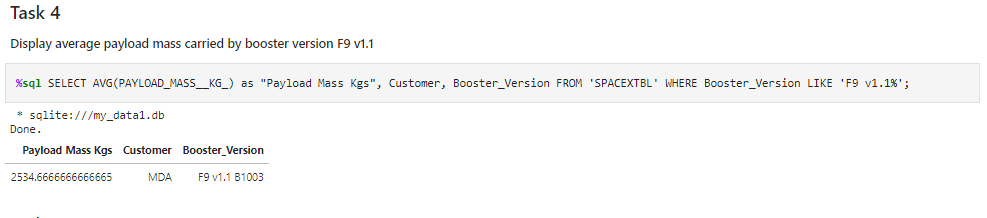 Task 4
Display average payload mass carried by booster version F9 v1.1
%sql SELECT AVG(PAYLOAD_MASS__KG_) as "Payload Mass Kgs", Customer, Booster_Version FROM 'SPACEXTBL' WHERE Booster_Version LIKE 'F9 v1.1%';
* sqlite:///my_data1.db
Done.
Payload Mass Kgs Customer Booster_Version
2534.6666666666665 MDA F9 v1.1 B1003